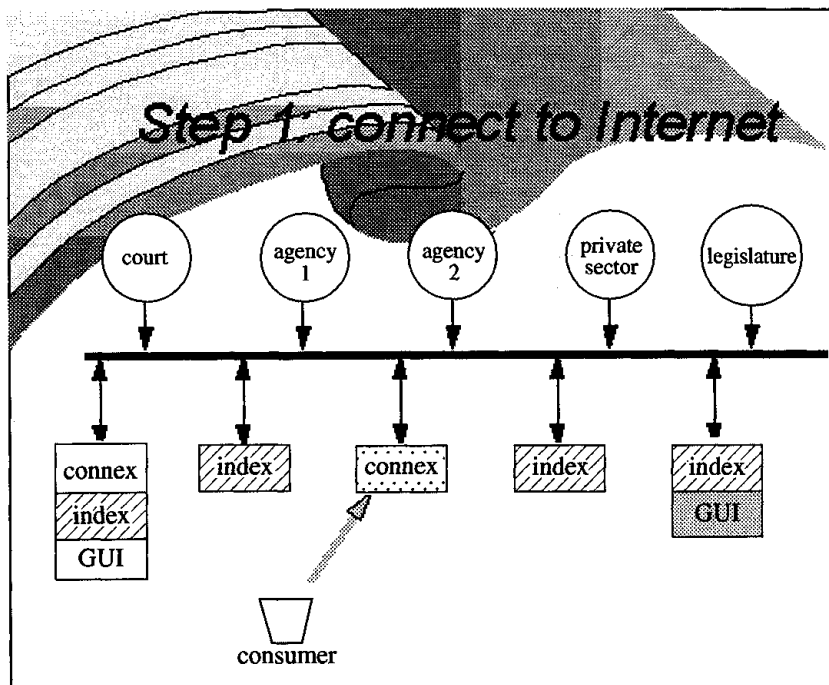 Step 1: connect to Internet
court
agency
1
agency
2
private
sector
legislature
connex
index
GUI
index
connex
index
index
GUI
consumer